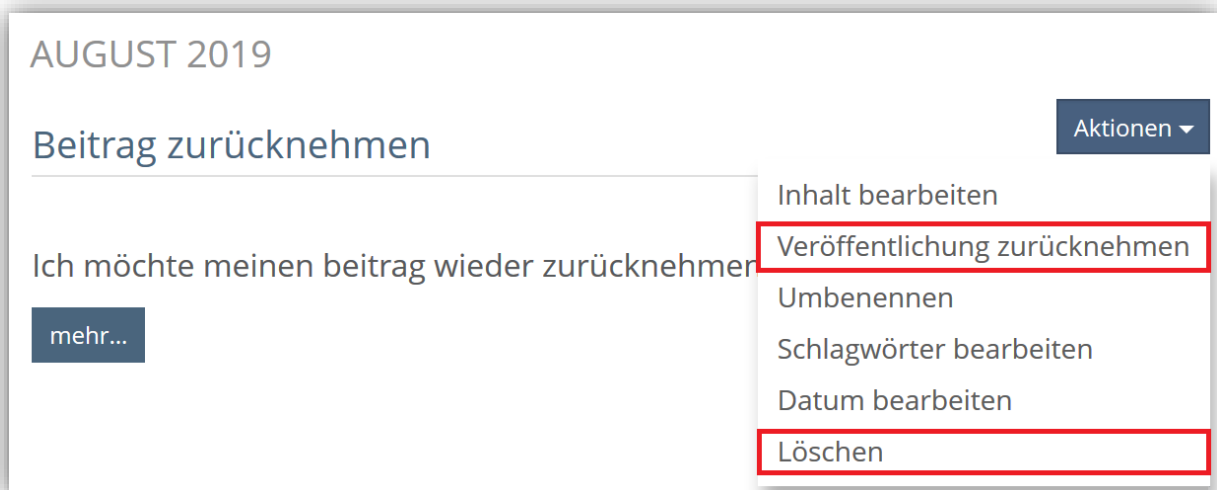 AUGUST 2019
Beitrag zurücknehmen
Aktionen
Ich möchte meinen beitrag wieder zurücknehmen
mehr...
Inhalt bearbeiten
Veröffentlichung zurücknehmen
Umbenennen
Schlagwörter bearbeiten
Datum bearbeiten
Löschen